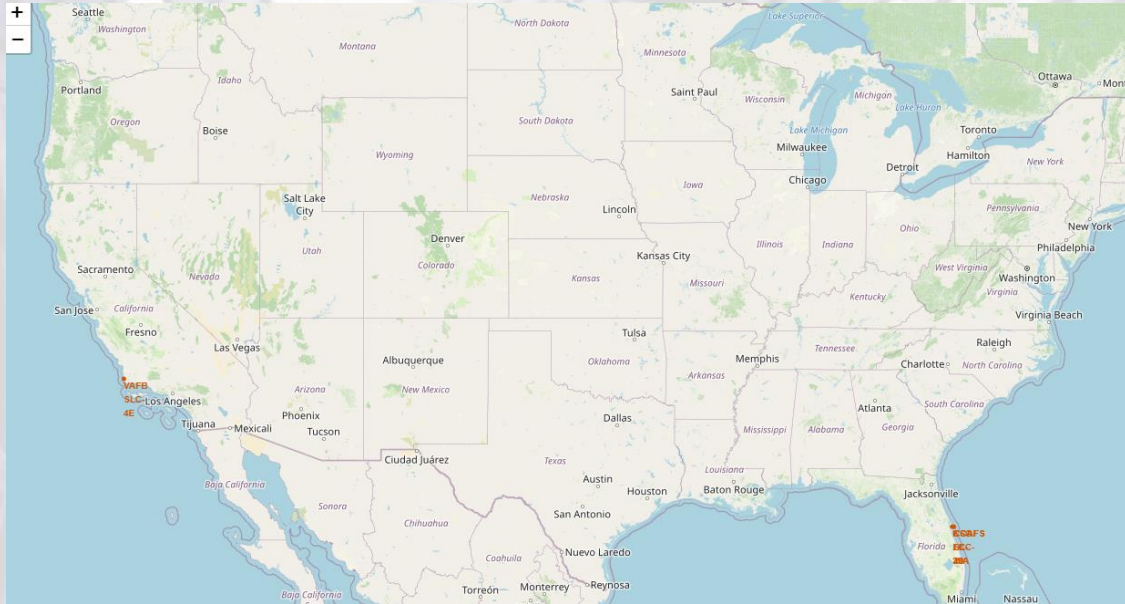 +
−
Seattle
Washington
Montana
North Dakota
Minnesota
Lake Superior
Ottawa
Portland
Idaho
Saint Paul
Wisconsin
Michigan
Lake Huron
Oregon
Boise
South Dakota
Lake Michigan
Toronto
Wyoming
Milwaukee
Hamilton
Detroit
New York
Chicago
Iowa
Salt Lake
City
Nebraska
Lincoln
Pennsylvania
New York
Ohio
Denver
Utah
Colorado
Illinois
Indiana
Philadelphia
Sacramento
Nevada
Kansas
Kansas City
Missouri
West Virginia
Washington
Virginia
San Jose
California
Kentucky
Virginia Beach
Fresno
Las Vegas
Tulsa
Raleigh
Tennessee
Albuquerque
Oklahoma
Memphis
Charlotte
North Carolina
Arkansas
VAFB
SLC-
4E
Los Angeles
Arizona
New Mexico
South Carolina
Phoenix
Atlanta
Tijuana
Mexicali
Tucson
Dallas
Mississippi
Alabama
Georgia
Ciudad Juárez
Texas
Louisiana
Baja California
Austin
Baton Rouge
Jacksonville
Sonora
Houston
San Antonio
Chihuahua
Florida
Coahuila
Nuevo Laredo
Baja California
Torreón
Monterrey
Reynosa
Miami
Nassau